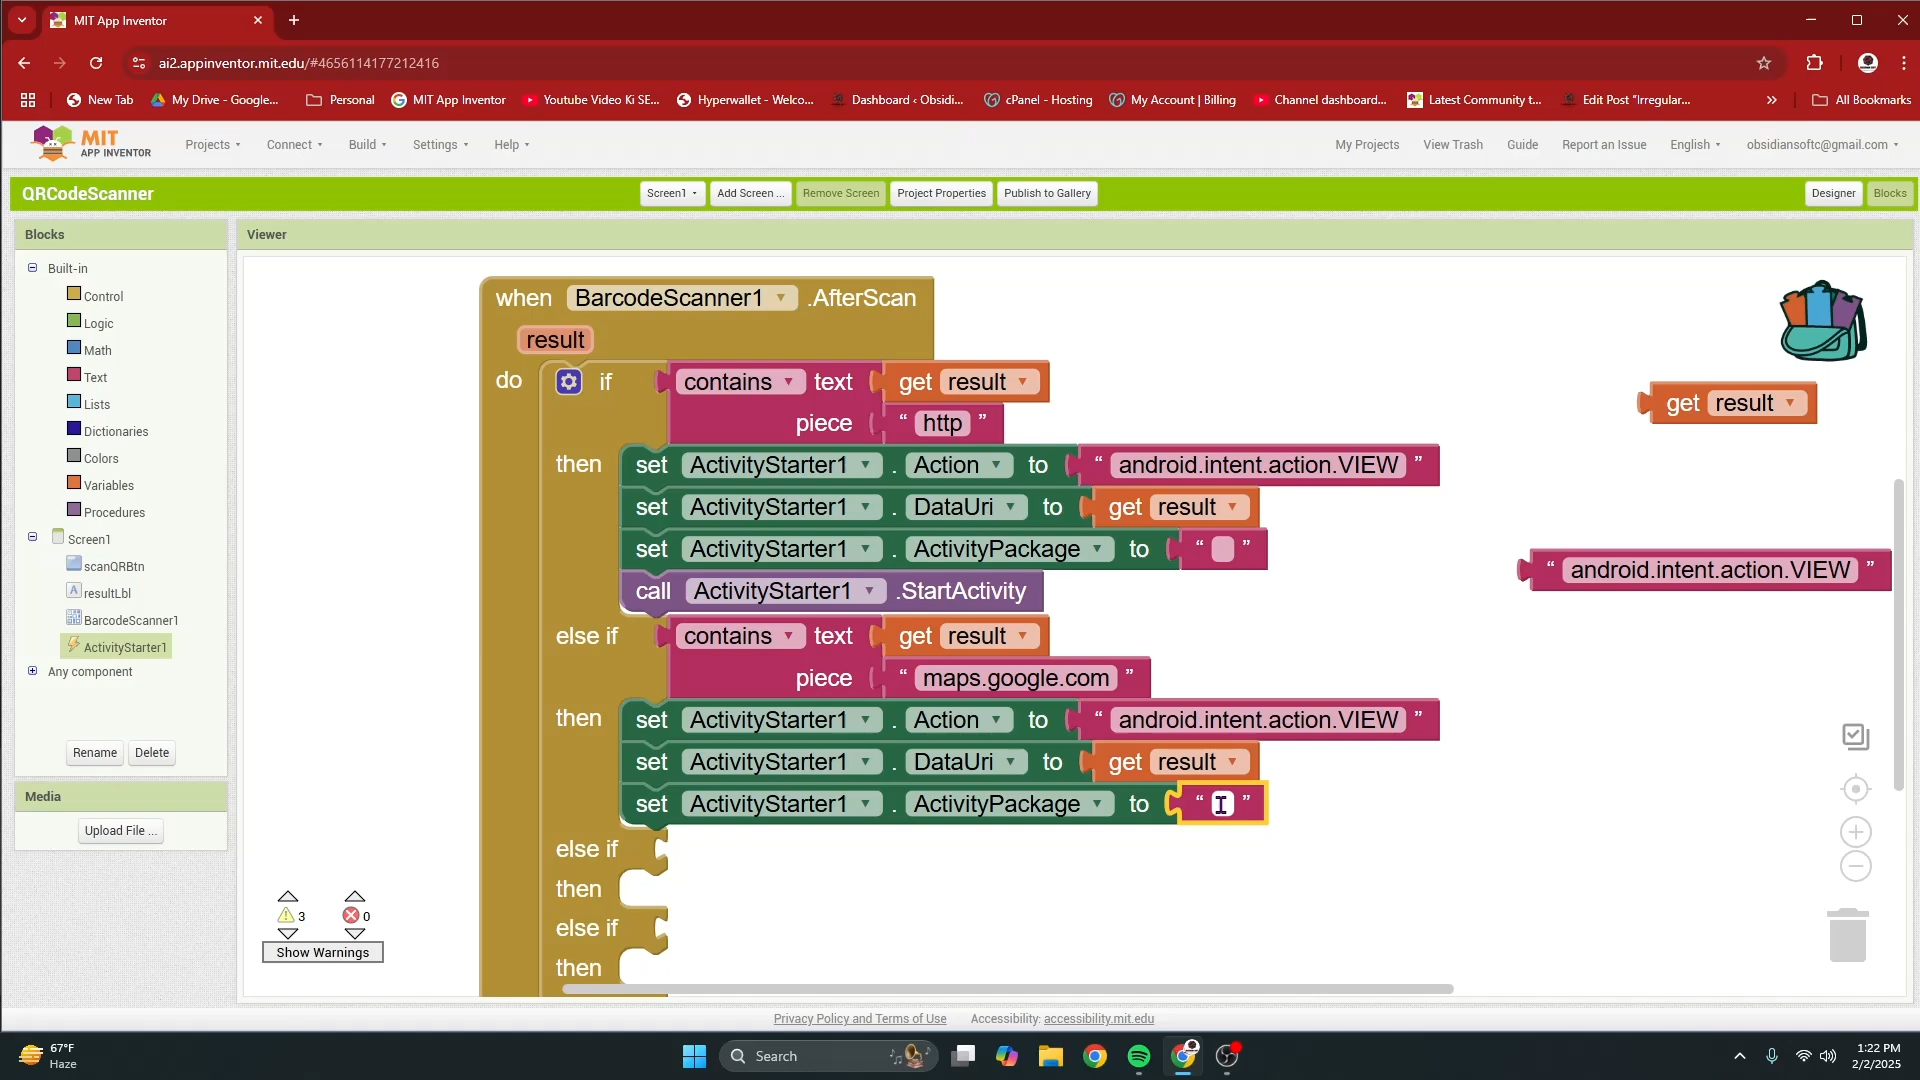 MIT App Inventor
ai2.appinventor.mit.edu/#4656114177212416
New Tab My Drive - Google... Personal MIT App Inventor Youtube Video Ki SE... Hyperwallet - Welco... Dashboard ‹ Obsidi... cPanel - Hosting My Account | Billing Channel dashboard... Latest Community t... Edit Post "Irregular... » All Bookmarks
MIT
APP INVENTOR
Projects Connect Build Settings Help My Projects View Trash Guide Report an Issue English obsidiansoftc@gmail.com
QRCodeScanner Screen1 Add Screen ... Remove Screen Project Properties Publish to Gallery Designer Blocks
Blocks
Built-in
Control
Logic
Math
Text
Lists
Dictionaries
Colors
Variables
Procedures
Screen1
scanQRBtn
resultLbl
BarcodeScanner1
ActivityStarter1
Any component
Rename Delete
Media
Upload File ...
Viewer
when BarcodeScanner1 .AfterScan
result
do if contains text get result
piece “ http ”
then set ActivityStarter1 . Action to “ android.intent.action.VIEW ”
set ActivityStarter1 . DataUri to get result
set ActivityStarter1 . ActivityPackage to “ ”
call ActivityStarter1 .StartActivity
else if contains text get result
piece “ maps.google.com ”
then set ActivityStarter1 . Action to “ android.intent.action.VIEW ”
set ActivityStarter1 . DataUri to get result
set ActivityStarter1 . ActivityPackage to “ ”
else if
then
else if
then
get result
“ android.intent.action.VIEW ”
3 0
Show Warnings
Privacy Policy and Terms of Use Accessibility: accessibility.mit.edu
67°F
Haze
Search
1:22 PM
2/2/2025